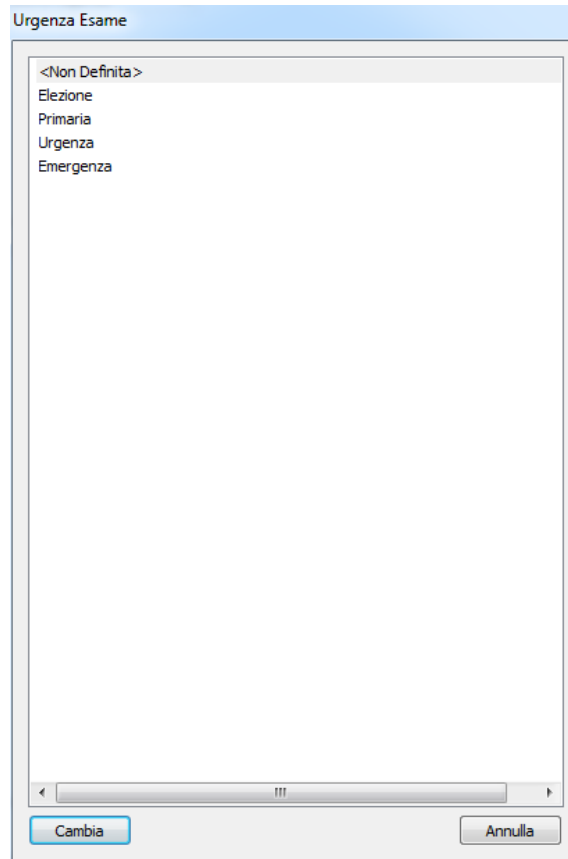 Urgenza Esame
<Non Definita>
Elezione
Primaria
Urgenza
Emergenza
Cambia
Annulla